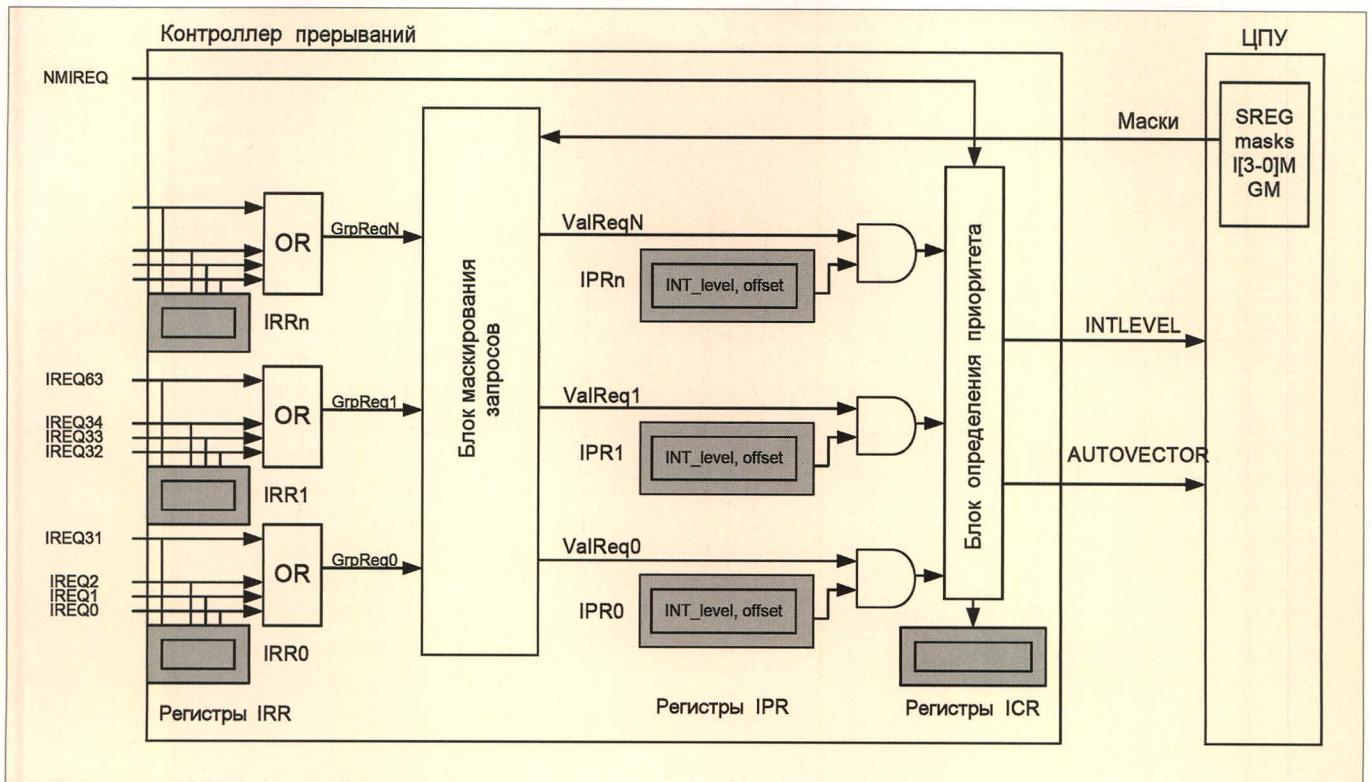 Контроллер прерываний
ЦПУ
NMIREQ
SREG
masks
I[3-0]M
GM
Маски
OR
GrpReqN
IRRn
Блок маскирования
запросов
ValReqN
IPRn
INT_level, offset
Блок определения приоритета
INTLEVEL
IREQ63
IREQ34
IREQ33
IREQ32
OR
GrpReq1
IRR1
ValReq1
IPR1
INT_level, offset
AUTOVECTOR
IREQ31
IREQ2
IREQ1
IREQ0
OR
GrpReq0
IRR0
ValReq0
IPR0
INT_level, offset
Регистры IRR
Регистры IPR
Регистры ICR